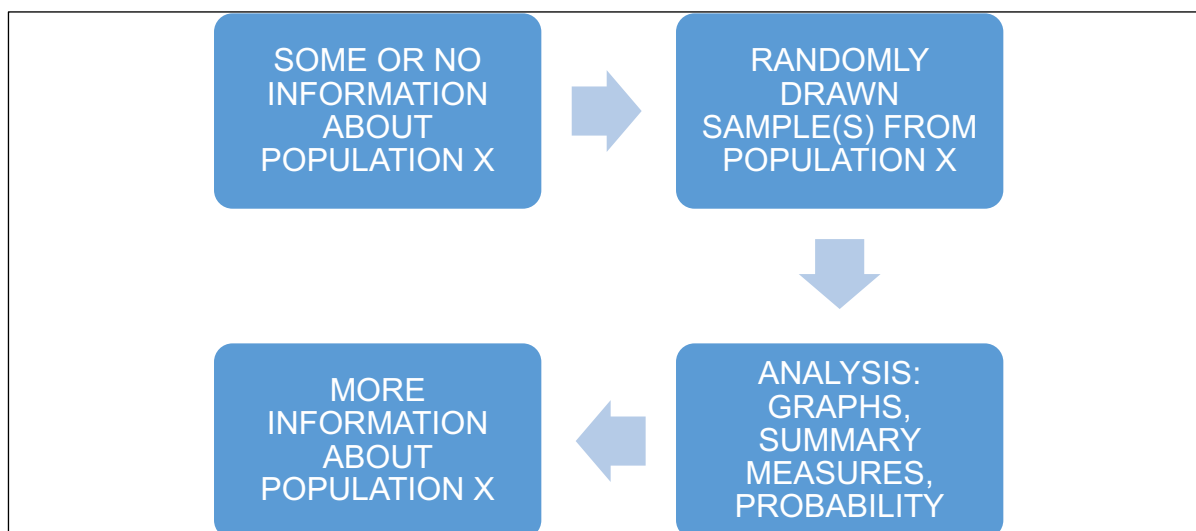 SOME OR NO
INFORMATION
ABOUT
POPULATION X
RANDOMLY
DRAWN
SAMPLE(S) FROM
POPULATION X
MORE
INFORMATION
ABOUT
POPULATION X
ANALYSIS:
GRAPHS,
SUMMARY
MEASURES,
PROBABILITY